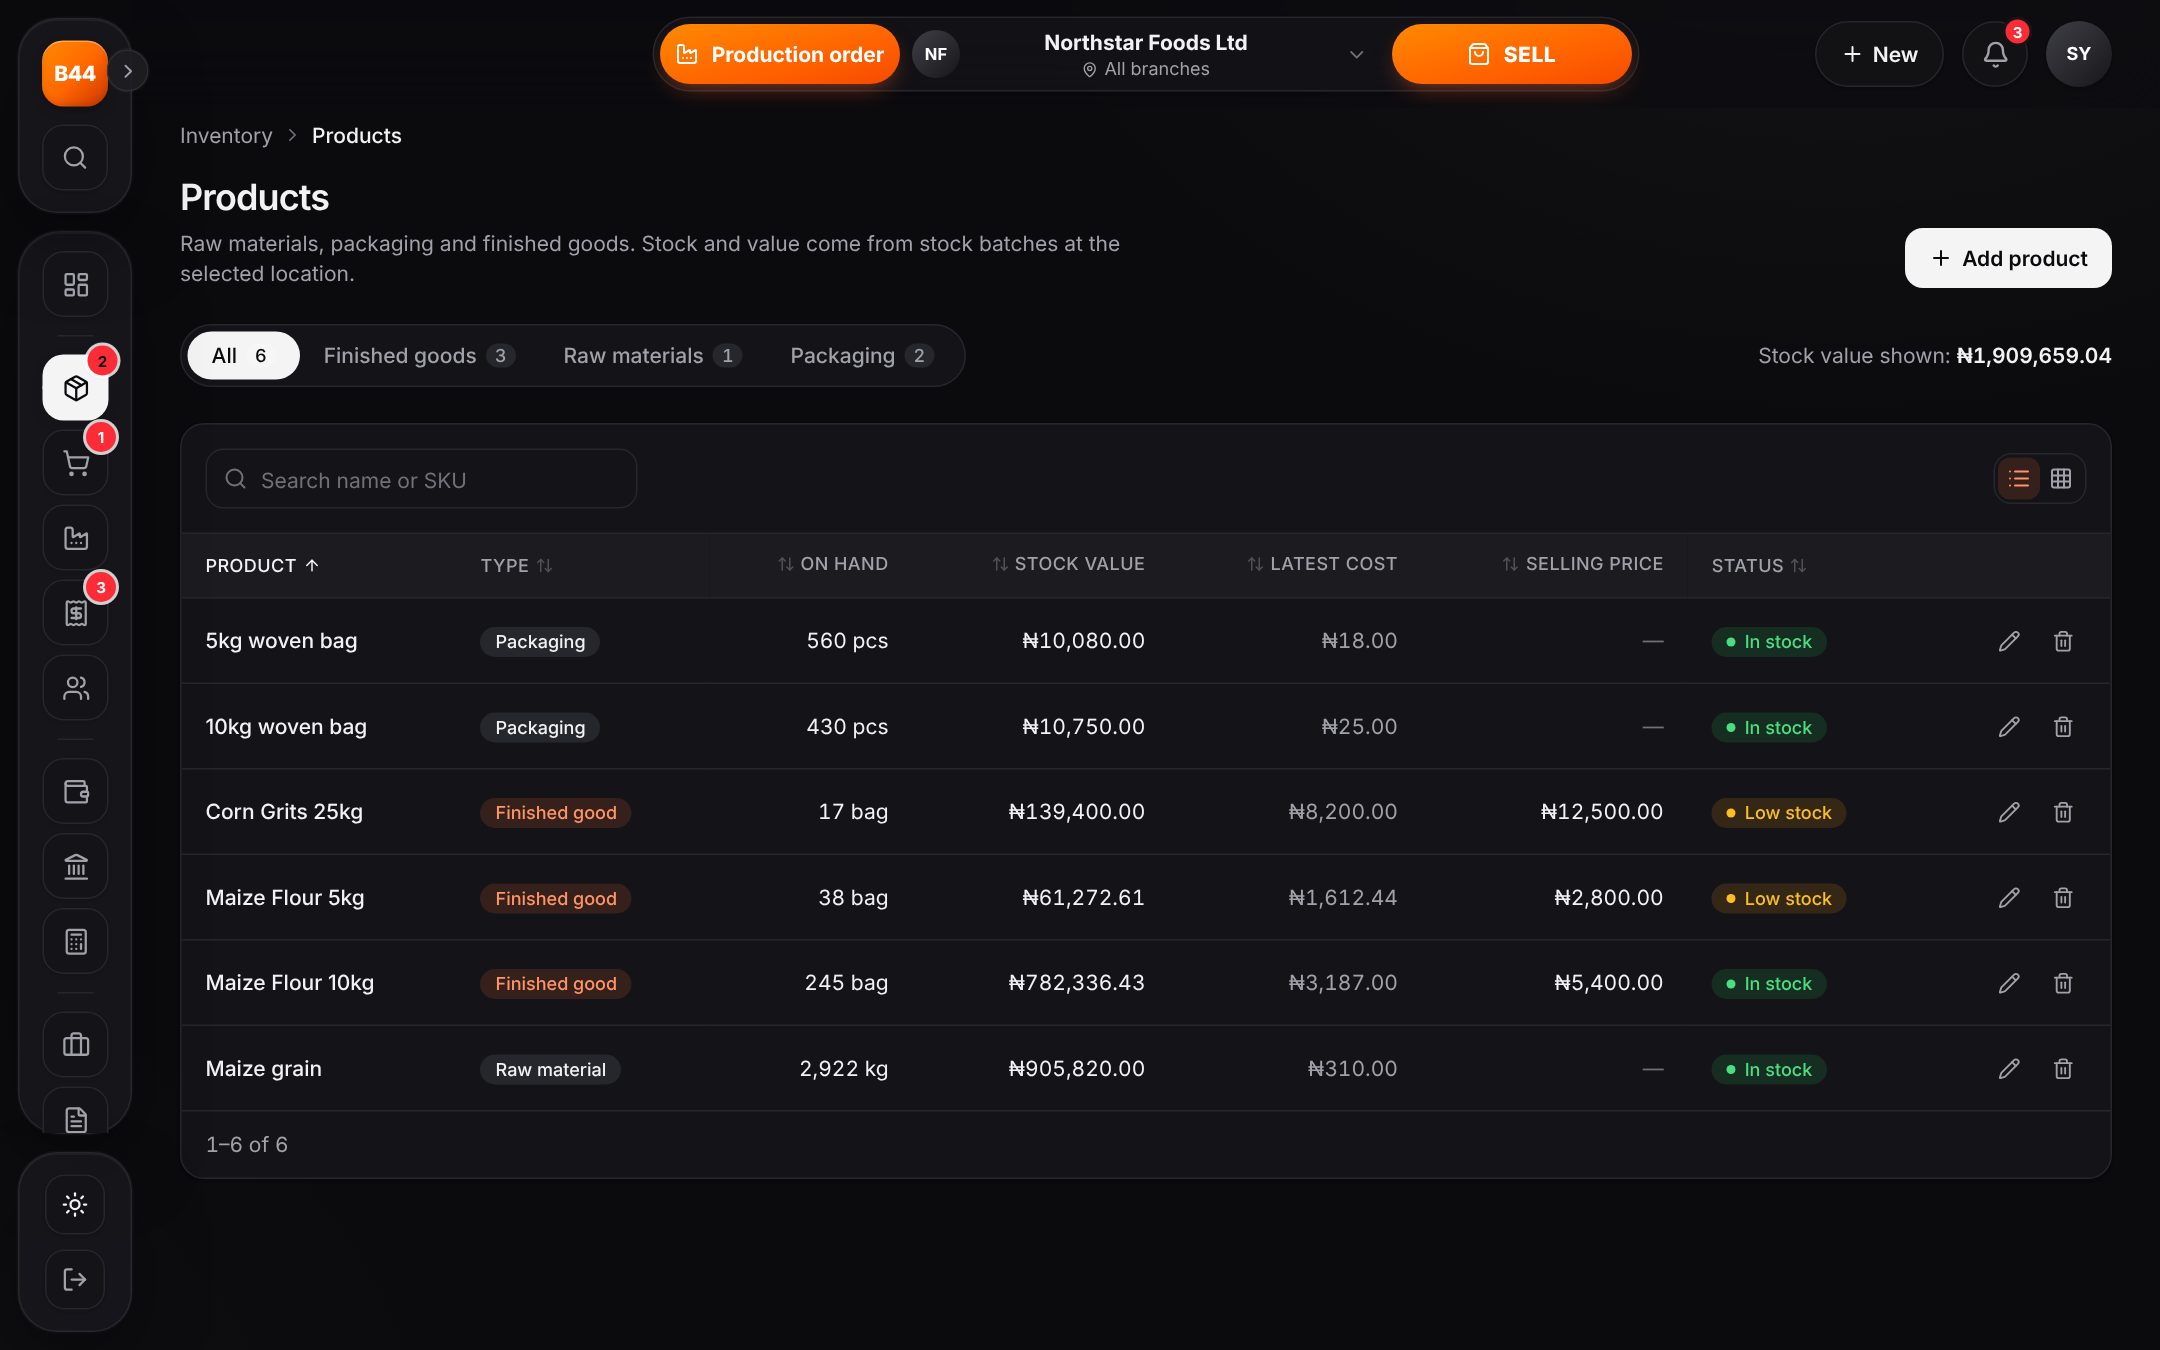 B44
Production order
NF
Northstar Foods Ltd
All branches
SELL
New
3
SY
Inventory
Products
Products
Raw materials, packaging and finished goods. Stock and value come from stock batches at the
selected location.
Add product
All 6
Finished goods 3
Raw materials 1
Packaging 2
Stock value shown: ₦1,909,659.04
2
1
3
Search name or SKU
PRODUCT TYPE ON HAND STOCK VALUE LATEST COST SELLING PRICE STATUS
5kg woven bag Packaging 560 pcs ₦10,080.00 ₦18.00 — In stock
10kg woven bag Packaging 430 pcs ₦10,750.00 ₦25.00 — In stock
Corn Grits 25kg Finished good 17 bag ₦139,400.00 ₦8,200.00 ₦12,500.00 Low stock
Maize Flour 5kg Finished good 38 bag ₦61,272.61 ₦1,612.44 ₦2,800.00 Low stock
Maize Flour 10kg Finished good 245 bag ₦782,336.43 ₦3,187.00 ₦5,400.00 In stock
Maize grain Raw material 2,922 kg ₦905,820.00 ₦310.00 — In stock
1–6 of 6